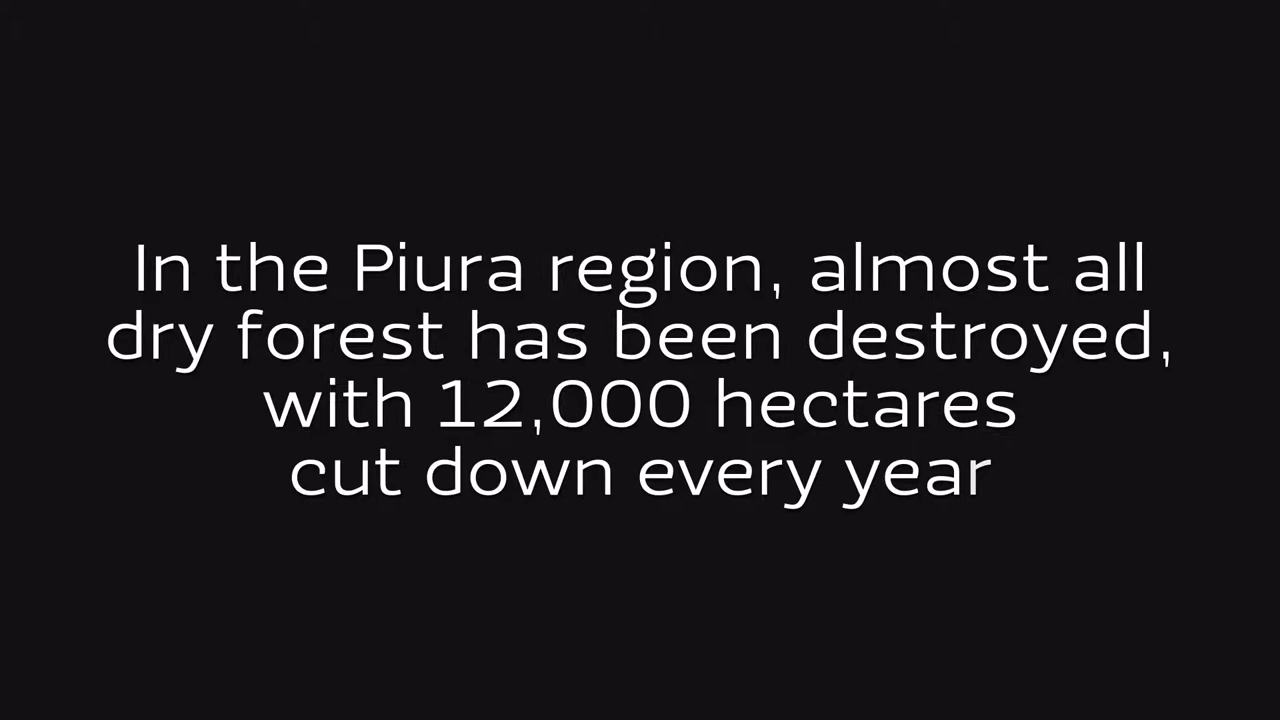 In the Piura region, almost all
dry forest has been destroyed,
with 12,000 hectares
cut down every year